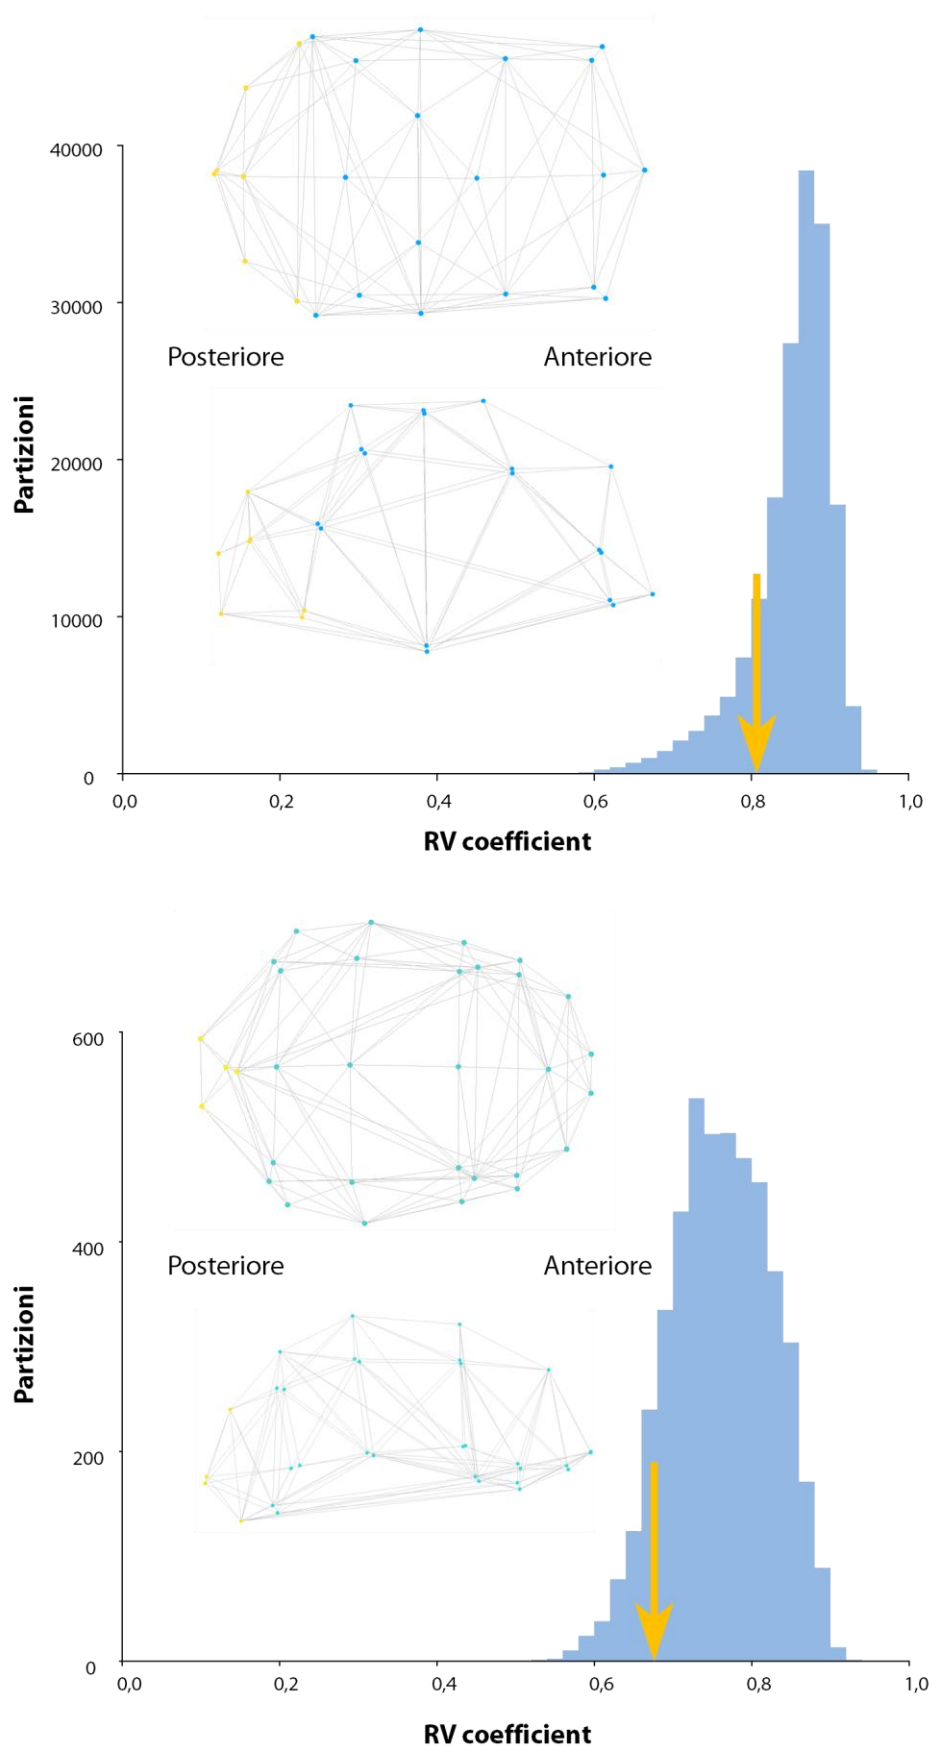 40000
30000
Posteriore Anteriore
Partizioni
20000
10000
0
0,0 0,2 0,4 0,6 0,8 1,0
RV coefficient
600
400
Posteriore Anteriore
Partizioni
200
0
0,0 0,2 0,4 0,6 0,8 1,0
RV coefficient